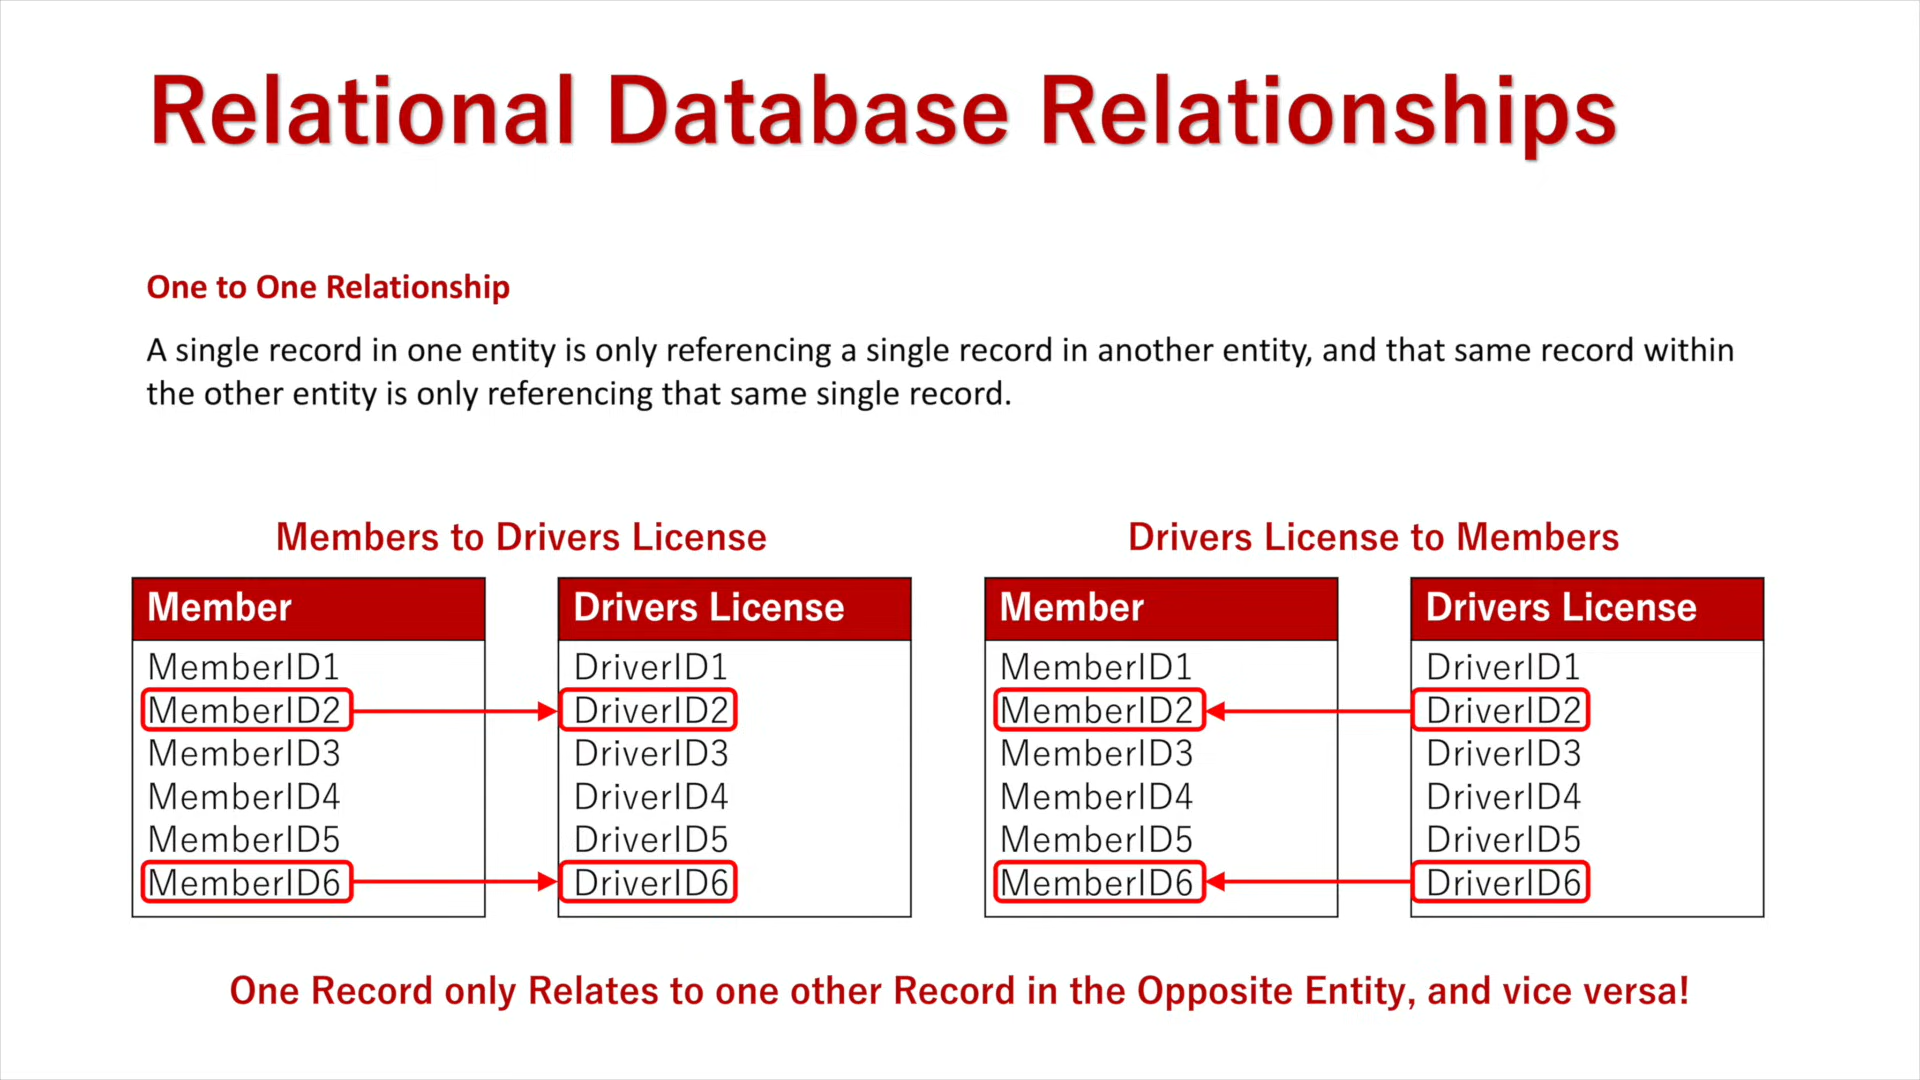 Relational Database Relationships
One to One Relationship
A single record in one entity is only referencing a single record in another entity, and that same record within
the other entity is only referencing that same single record.
Members to Drivers License
Member
MemberID1
MemberID2
MemberID3
MemberID4
MemberID5
MemberID6
Drivers License
DriverID1
DriverID2
DriverID3
DriverID4
DriverID5
DriverID6
Drivers License to Members
Member
MemberID1
MemberID2
MemberID3
MemberID4
MemberID5
MemberID6
Drivers License
DriverID1
DriverID2
DriverID3
DriverID4
DriverID5
DriverID6
One Record only Relates to one other Record in the Opposite Entity, and vice versa!